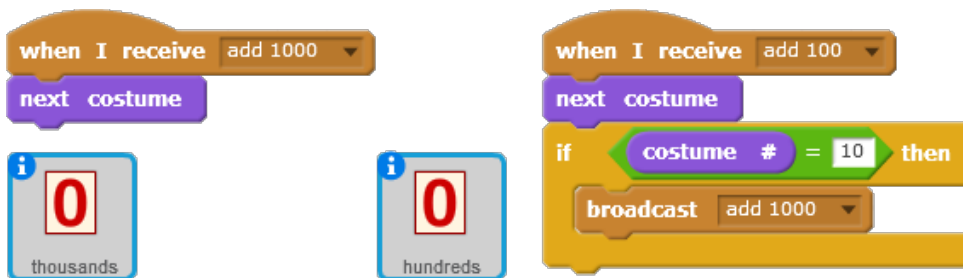 when I receive add 1000
next costume
0
thousands
0
hundreds
when I receive add 100
next costume
if costume # = 10 then
broadcast add 1000